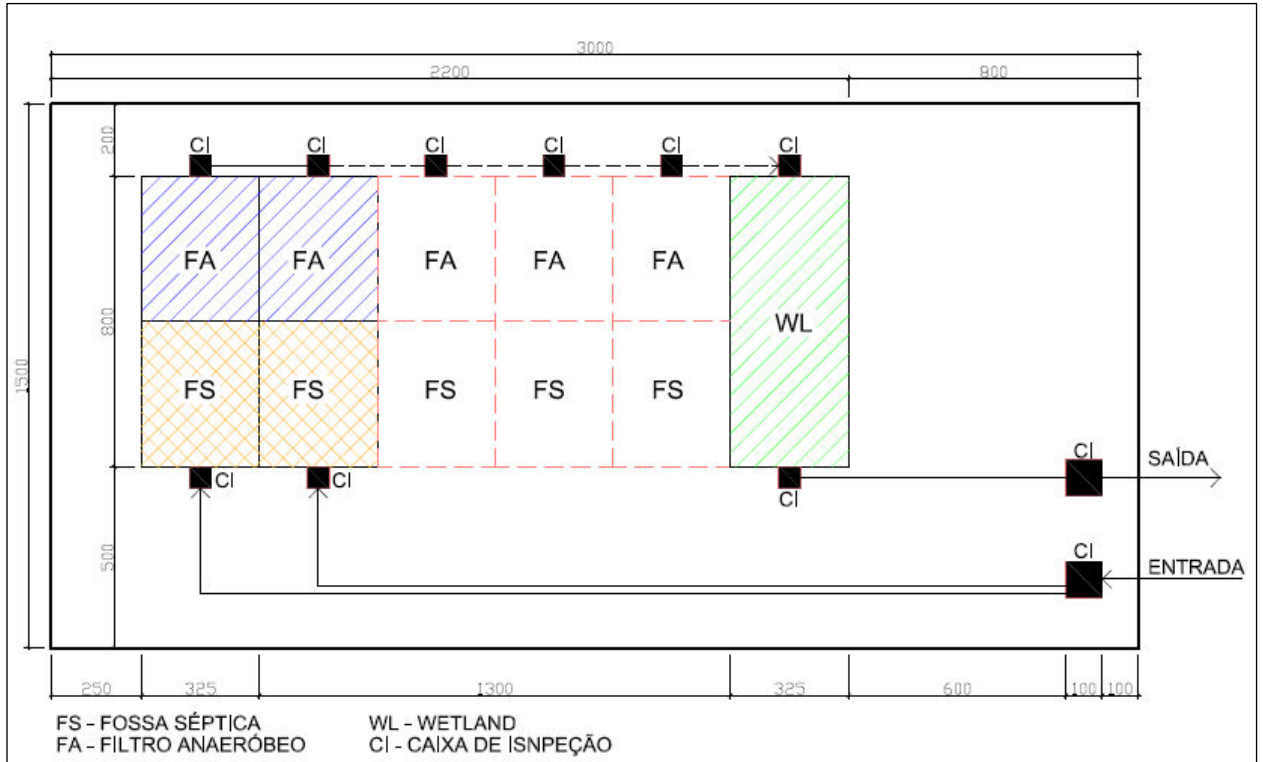 3000
2200 800
200
CI CI CI CI CI CI
FA FA FA FA FA
800
1500
WL
FS FS FS FS FS
CI CI CI
CI SAÍDA
500
CI ENTRADA
250 325 1300 325 600 100 100
FS - FOSSA SÉPTICA WL - WETLAND
FA - FILTRO ANAERÓBEO CI - CAIXA DE ISNPEÇÃO